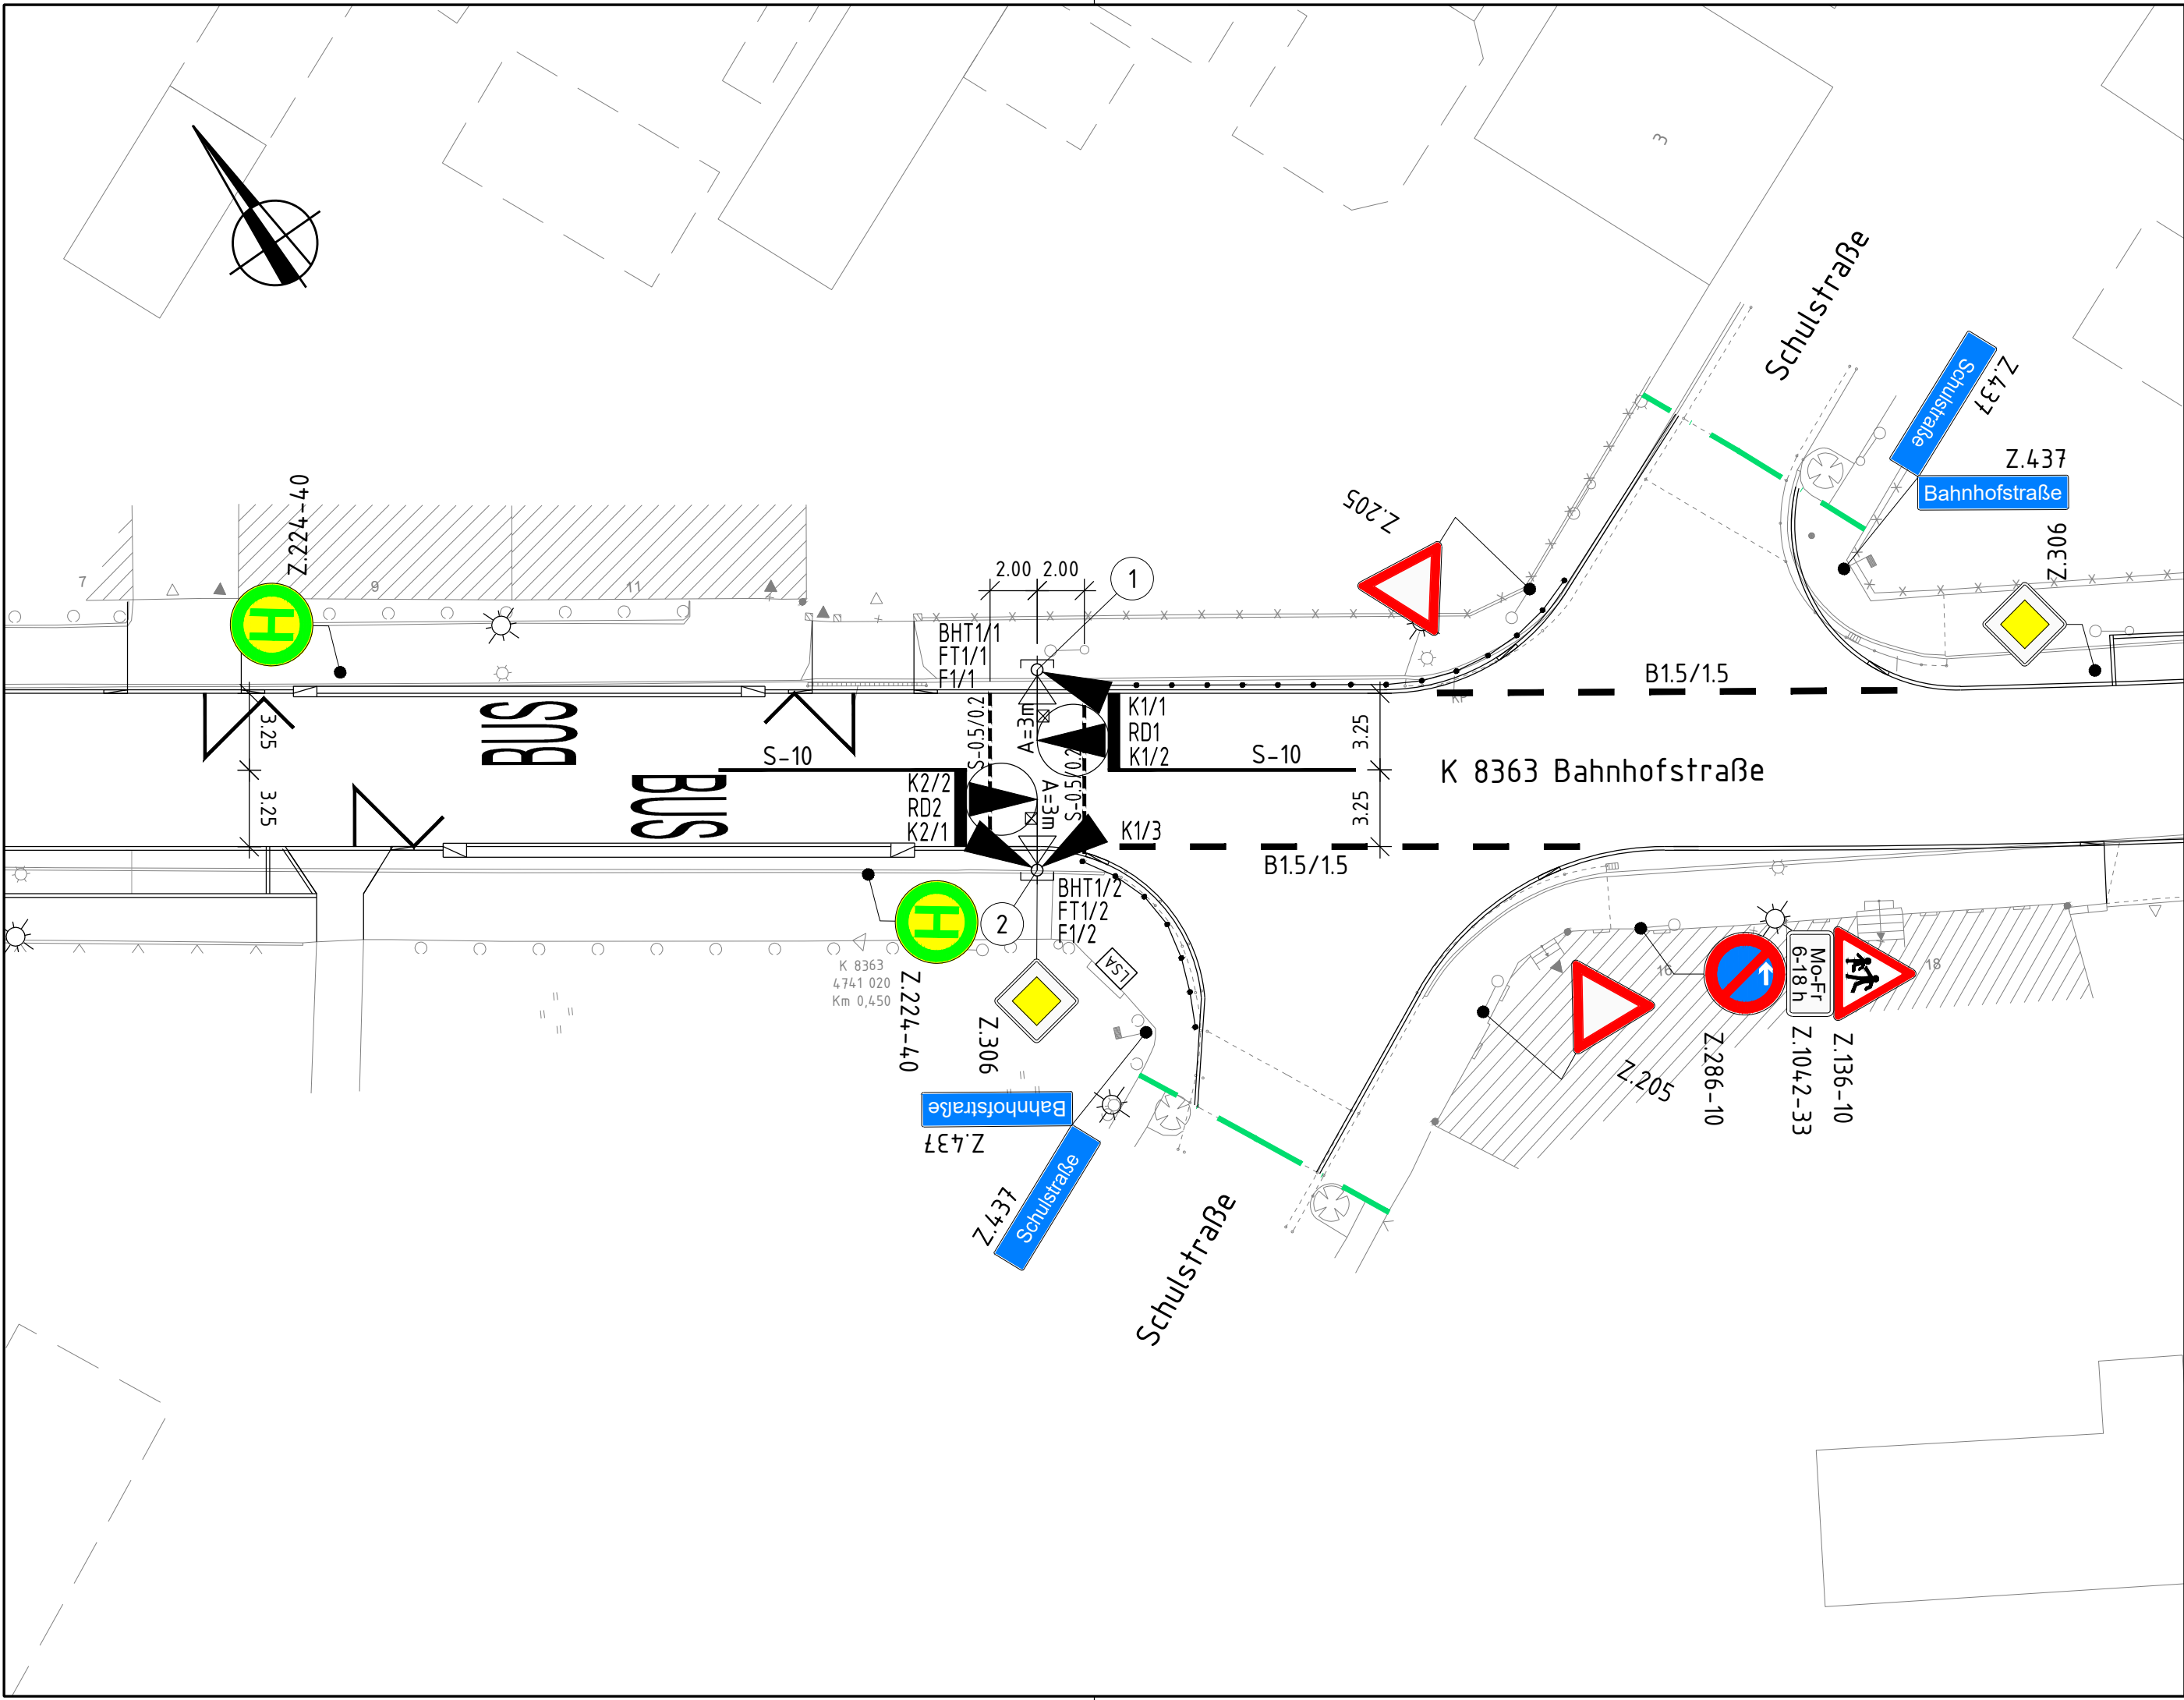 3
Schulstraße
Schulstraße
Z.437
Z.437
Bahnhofstraße
Z.306
Z.205
Z.224-40
H
7
9
11
2.00 2.00
1
BHT1/1
FT1/1
F1/1
S-0.5/0.2
A=3m
K1/1
RD1
K1/2
B1.5/1.5
3.25
3.25
BUS
BUS
S-10
S-10
3.25
3.25
K 8363 Bahnhofstraße
K2/2
RD2
K2/1
A=3m
S-0.5/0.2
K1/3
B1.5/1.5
BHT1/2
FT1/2
F1/2
2
H
Z.224-40
K 8363
4741 020
Km 0,450
LSA
Z.306
Bahnhofstraße
Z.437
Z.437
Schulstraße
Schulstraße
16
18
Z.205
Z.286-10
Mo-Fr
6-18 h
Z.1042-33
Z.136-10